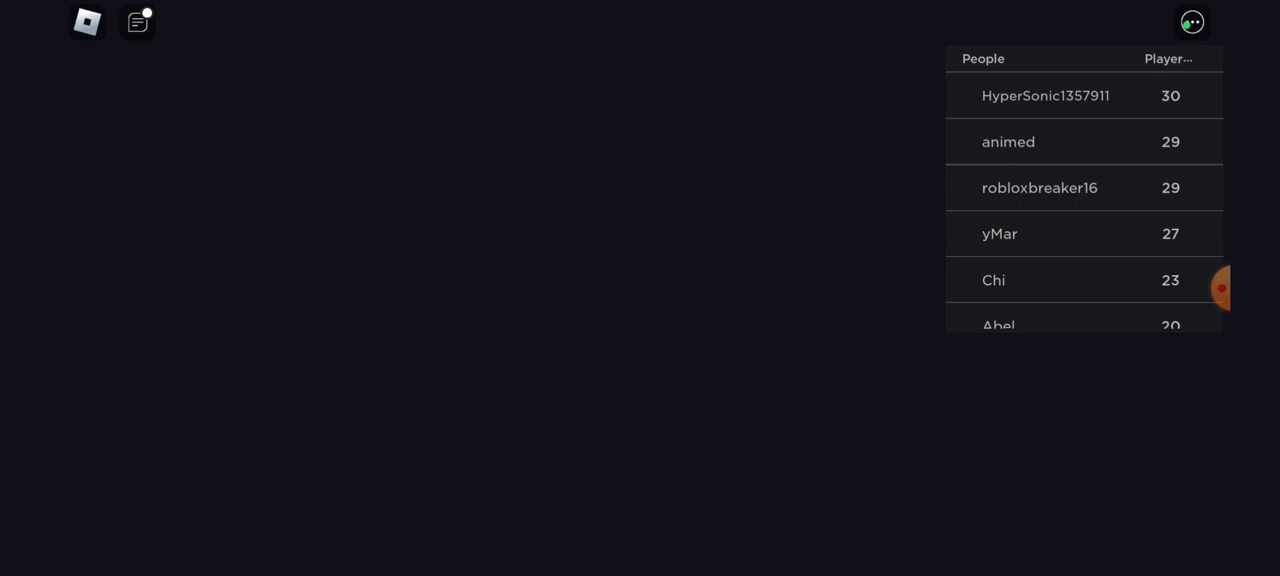 People Player...
HyperSonic1357911 30
animed 29
robloxbreaker16 29
yMar 27
Chi 23
Abel 20